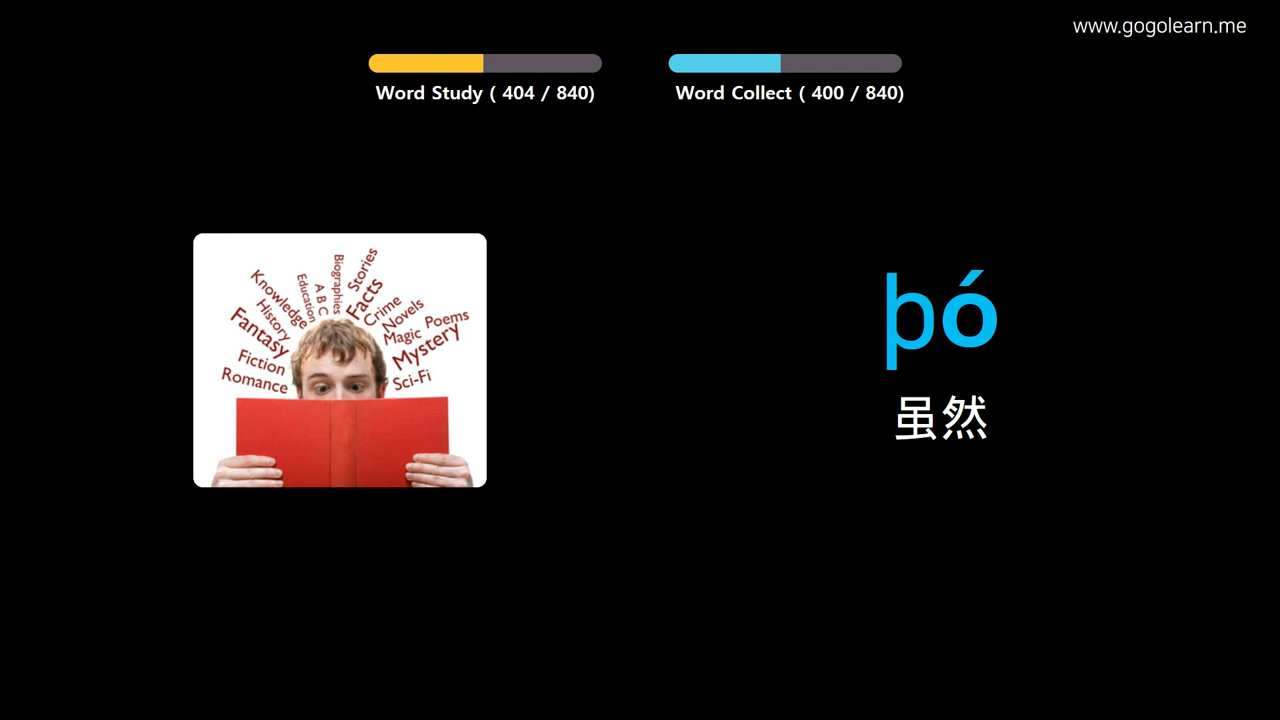 www.gogolearn.me
Word Study ( 404 / 840)
Word Collect ( 400 / 840)
Knowledge
History
Fantasy
Fiction
Romance
Education
A B C
Biographies
Stories
Facts
Crime
Novels
Magic
Poems
Mystery
Sci-Fi
þó
虽然